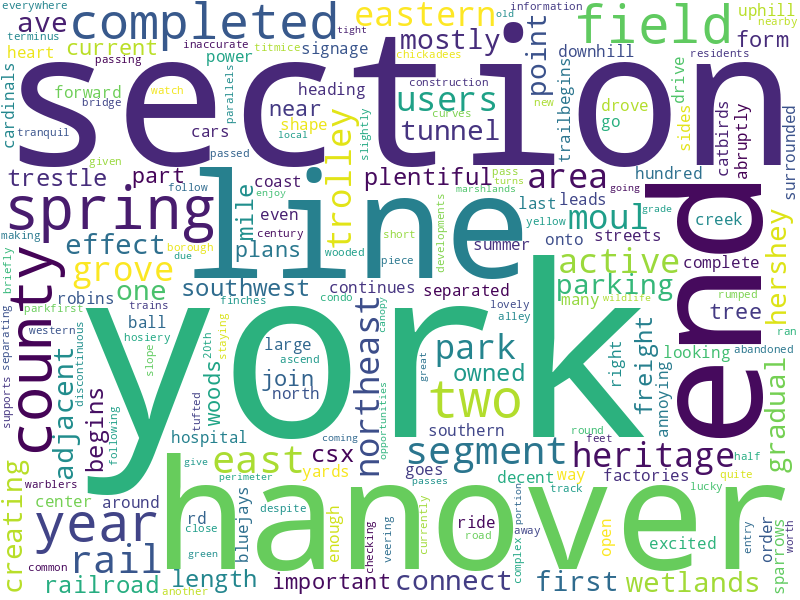 everywhere
terminus
ave
completed
inaccurate
titmice
tight
passing
signage
chickadees
eastern
old
mostly
information
nearby
uphill
field
point
downhill
form
heart
current
power
parallels
curves
construction
residents
cardinals
section
forward
bridge
watch
heading
users
near
shape
tunnel
drove
go
drive
sides
catbirds
abruptly
surrounded
trailbegins
new
tranquil
cars
given
passed
local
slightly
trolley
trestle
part
line
coast
plentiful
area
pass
turns
marshlands
going
hundred
end
spring
follow
enjoy
mile
even
century
last
leads
moul
yellow
grade
creek
making
effect
borough
due
plans
short
developments
summer
onto
streets
complete
county
grove
wooded
piece
active
hershey
briefly
one
southwest
continues
separated
parking
many
wildlife
tree
robins
finches
condo
york
northeast
rumped
parkfirst
trains
staying
ball
large
canopy
lovely
alley
great
park
owned
freight
looking
ran
abandoned
western
hosiery
20th
ascend
join
right
annoying
supports
separating
adjacent
discontinuous
slope
woods
north
opportunities
two
southern
round
feet
half
gradual
begins
following
tufted
hospital
coming
east
csx
segment
heritage
warblers
give
perimeter
goes
passes
decent
way
quite
creating
center
around
yards
factories
track
lucky
year
hanover
rd
bluejays
despite
enough
currently
ride
road
portion
away
open
order
sparrows
close
checking
veering
complex
excited
entry
worth
rail
common
green
another
railroad
length
important
connect
first
wetlands